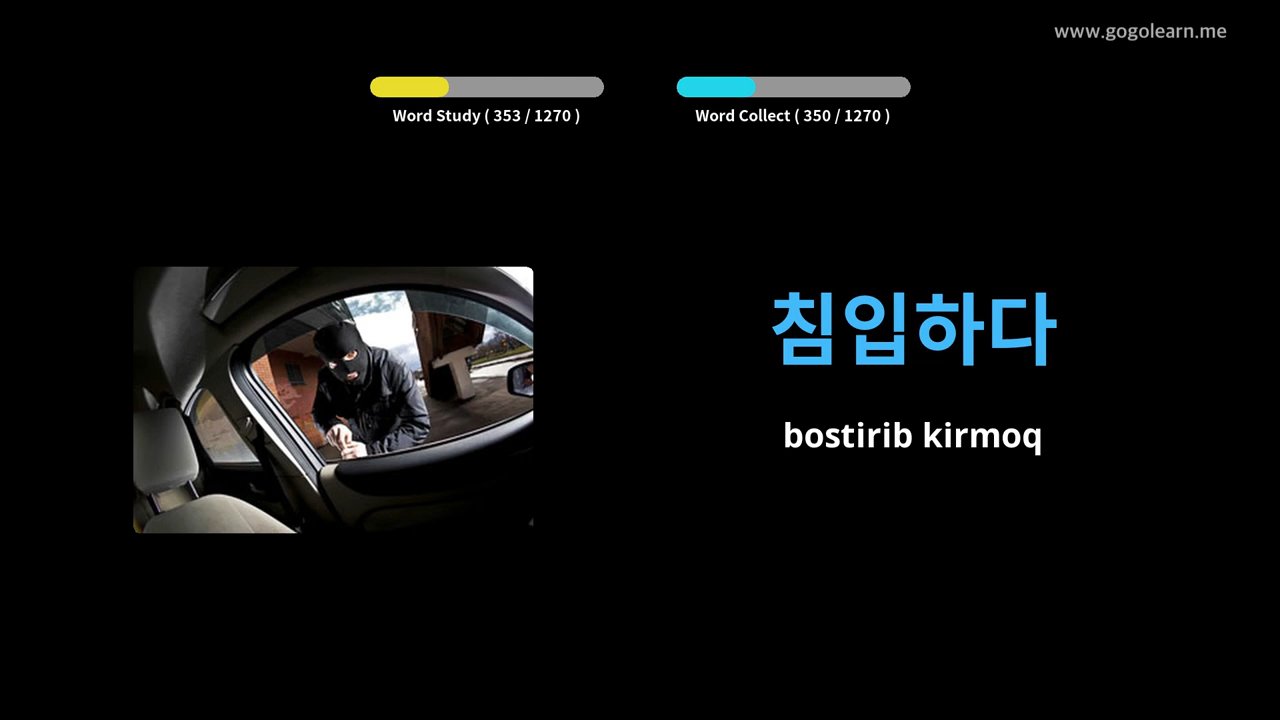 www.gogolearn.me
Word Study ( 353 / 1270 )
Word Collect ( 350 / 1270 )
침입하다
bostirib kirmoq